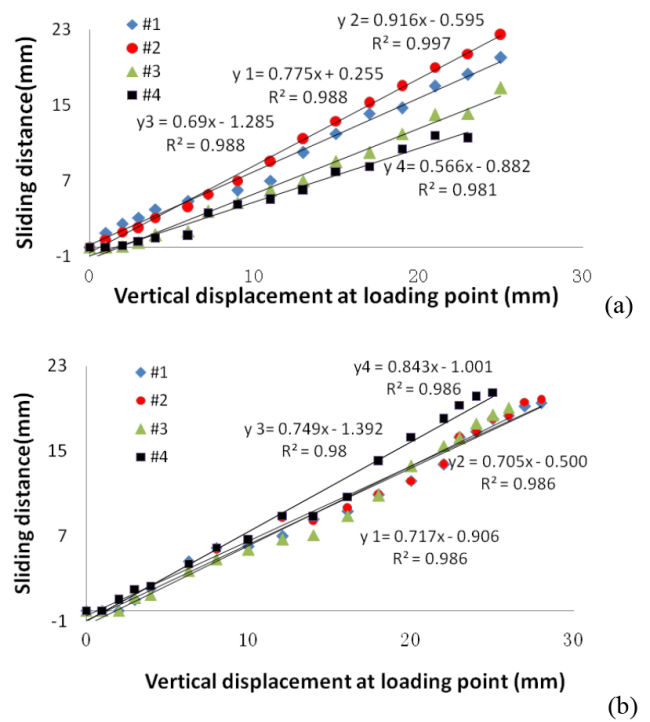 23
15
7
-1
Sliding distance(mm)
#1
#2
#3
#4
y 2= 0.916x - 0.595
R² = 0.997
y 1= 0.775x + 0.255
R² = 0.988
y3 = 0.69x - 1.285
R² = 0.988
y 4= 0.566x - 0.882
R² = 0.981
0
10
20
30
Vertical displacement at loading point (mm)
(a)
23
15
7
-1
Sliding distance(mm)
#1
#2
#3
#4
y4 = 0.843x - 1.001
R² = 0.986
y 3= 0.749x - 1.392
R² = 0.98
y2 = 0.705x - 0.500
R² = 0.986
y 1= 0.717x - 0.906
R² = 0.986
0
10
20
30
Vertical displacement at loading point (mm)
(b)